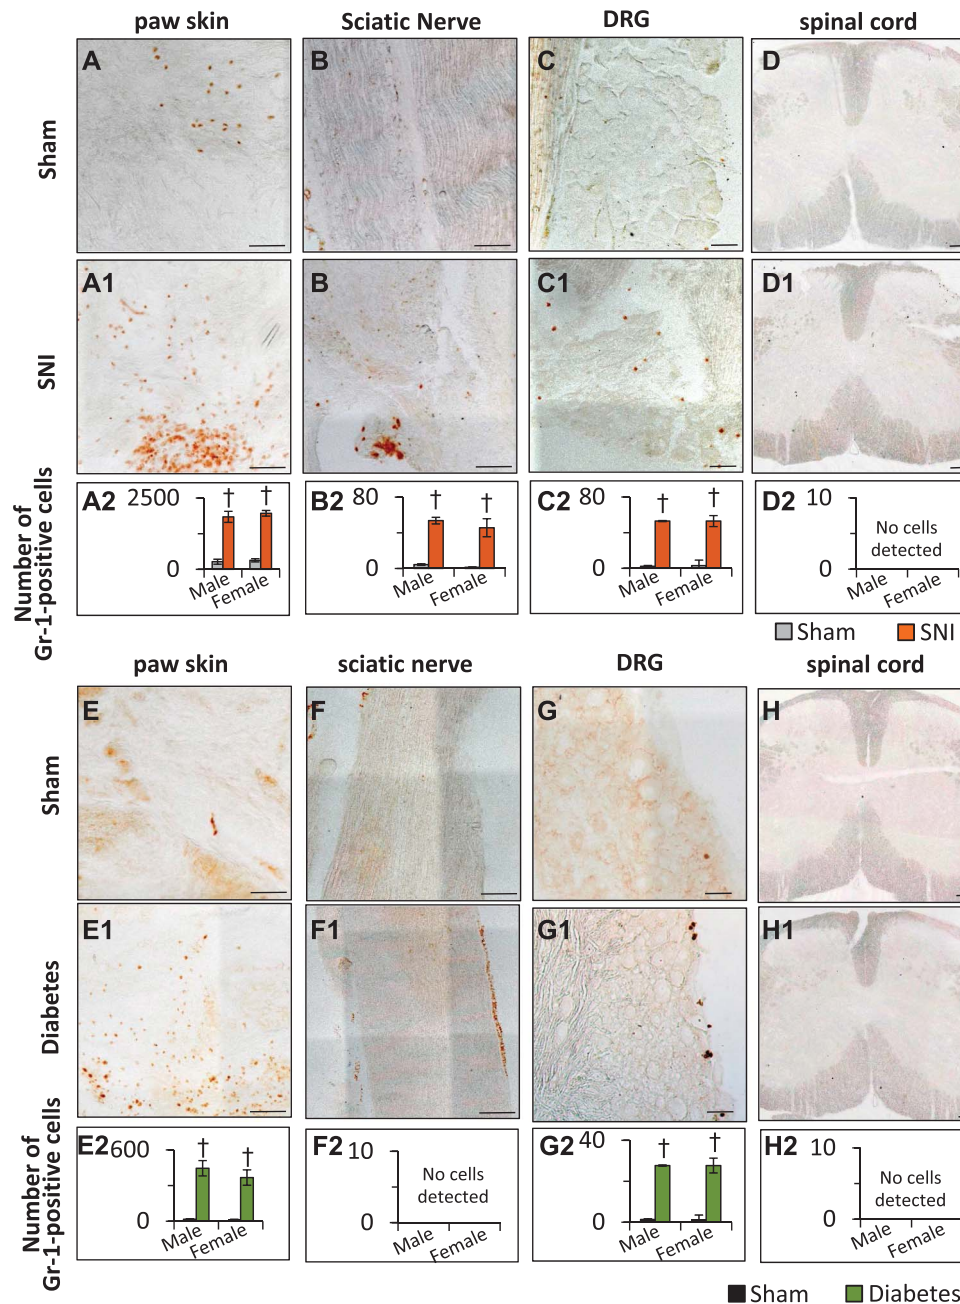 paw skin
Sciatic Nerve
DRG
spinal cord
Sham
A
B
C
D
SNI
A1
B
C1
D1
Number of
Gr-1-positive cells
A2
2500
0
†
†
Male
Female
B2
80
0
†
†
Male
Female
C2
80
0
†
†
Male
Female
D2
10
0
No cells
detected
Male
Female
Sham
SNI
paw skin
sciatic nerve
DRG
spinal cord
Sham
E
F
G
H
Diabetes
E1
F1
G1
H1
Number of
Gr-1-positive cells
E2
600
0
†
†
Male
Female
F2
10
0
No cells
detected
Male
Female
G2
40
0
†
†
Male
Female
H2
10
0
No cells
detected
Male
Female
Sham
Diabetes